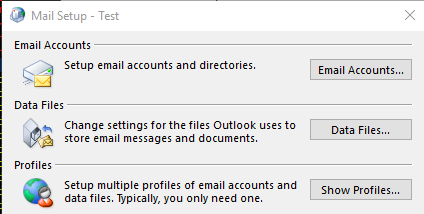 Mail Setup - Test
Email Accounts
Setup email accounts and directories.
Email Accounts...
Data Files
Change settings for the files Outlook uses to
store email messages and documents.
Data Files...
Profiles
Setup multiple profiles of email accounts and
data files. Typically, you only need one.
Show Profiles...